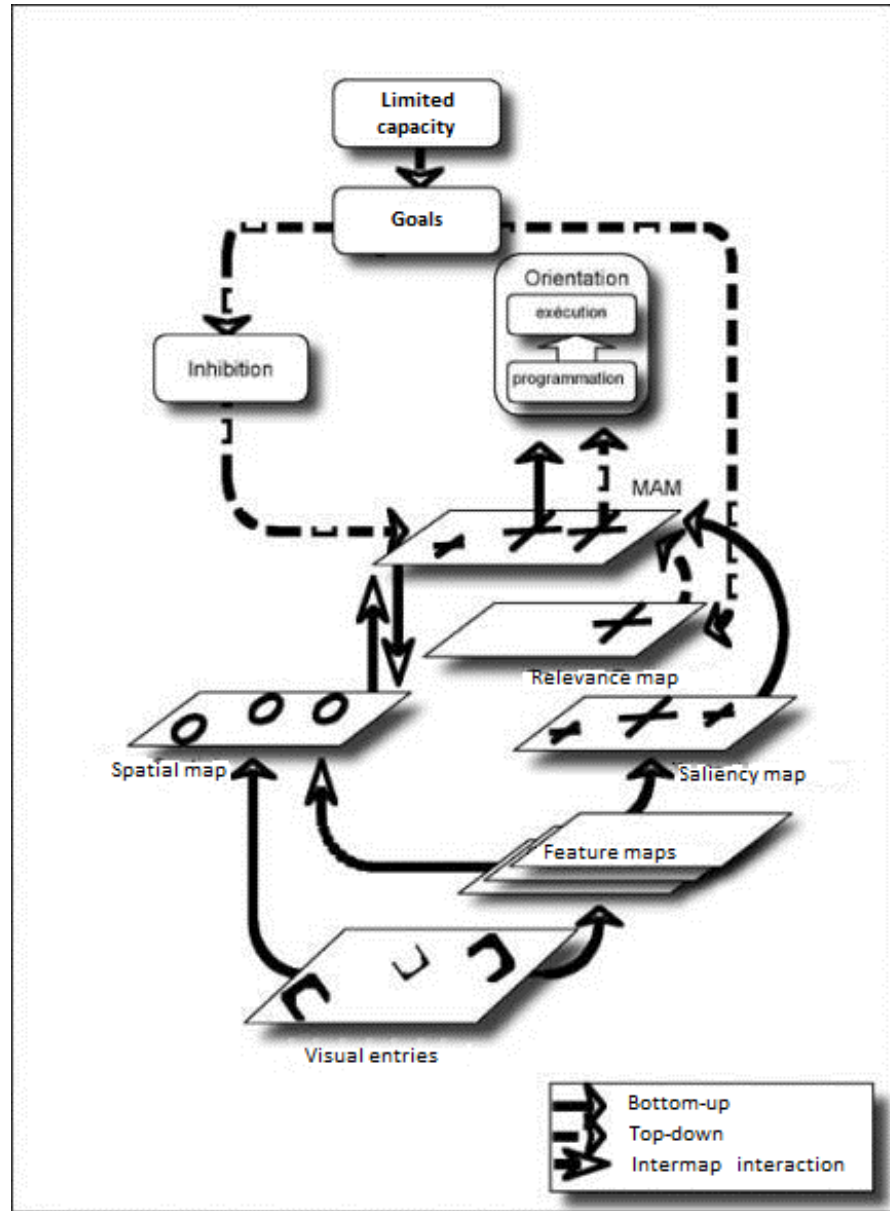 Limited
capacity
Goals
Orientation
exécution
programmation
Inhibition
MAM
Relevance map
Spatial map
Saliency map
Feature maps
Visual entries
Bottom-up
Top-down
Intermap interaction